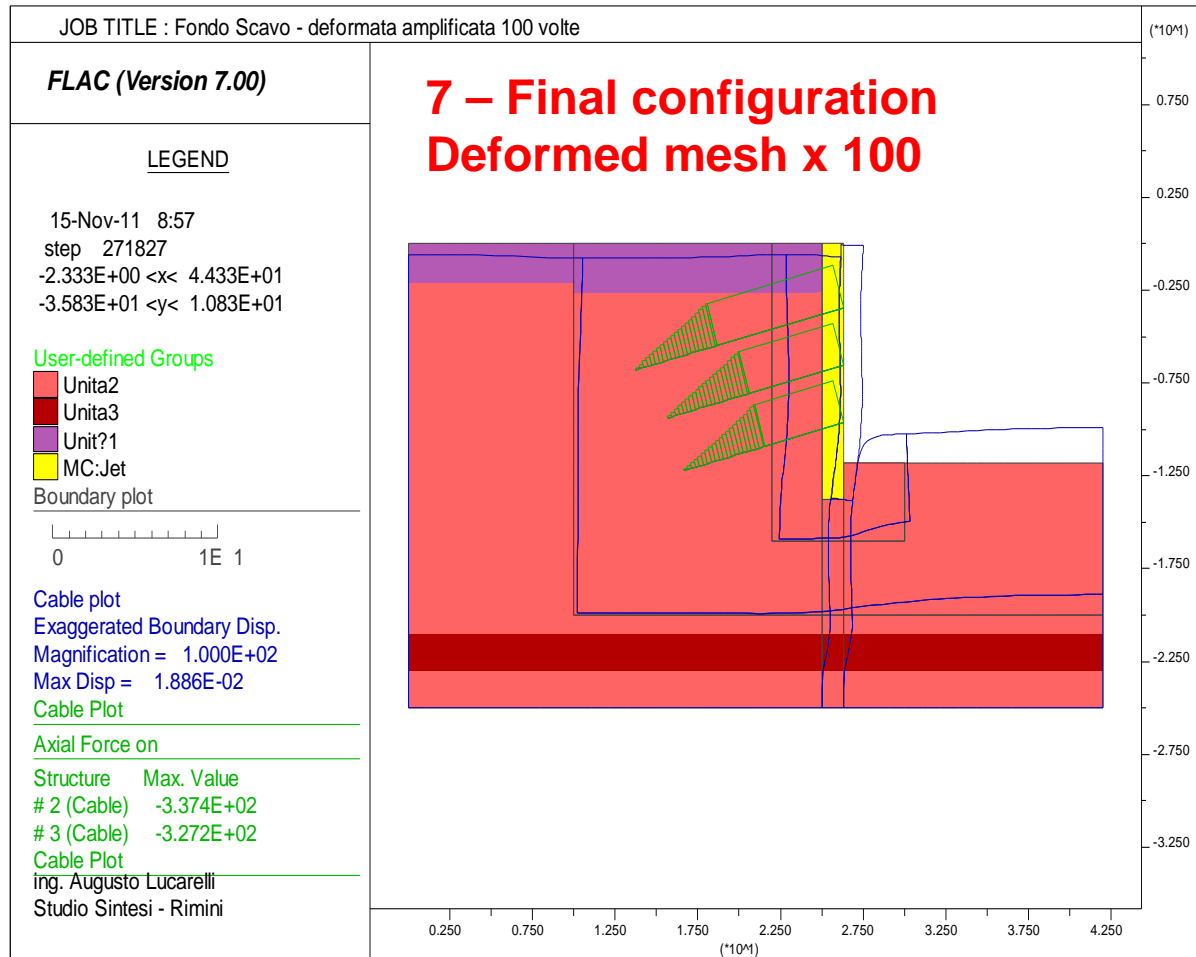 JOB TITLE : Fondo Scavo - deformata amplificata 100 volte
(*10^1)
FLAC (Version 7.00)
LEGEND
15-Nov-11 8:57
step 271827
-2.333E+00 <x< 4.433E+01
-3.583E+01 <y< 1.083E+01
User-defined Groups
Unita2
Unita3
Unit?1
MC:Jet
Boundary plot
0 1E 1
Cable plot
Exaggerated Boundary Disp.
Magnification = 1.000E+02
Max Disp = 1.886E-02
Cable Plot
Axial Force on
Structure Max. Value
# 2 (Cable) -3.374E+02
# 3 (Cable) -3.272E+02
Cable Plot
ing. Augusto Lucarelli
Studio Sintesi - Rimini
7 – Final configuration
Deformed mesh x 100
0.750
0.250
-0.250
-0.750
-1.250
-1.750
-2.250
-2.750
-3.250
0.250 0.750 1.250 1.750 2.250 2.750 3.250 3.750 4.250
(*10^1)